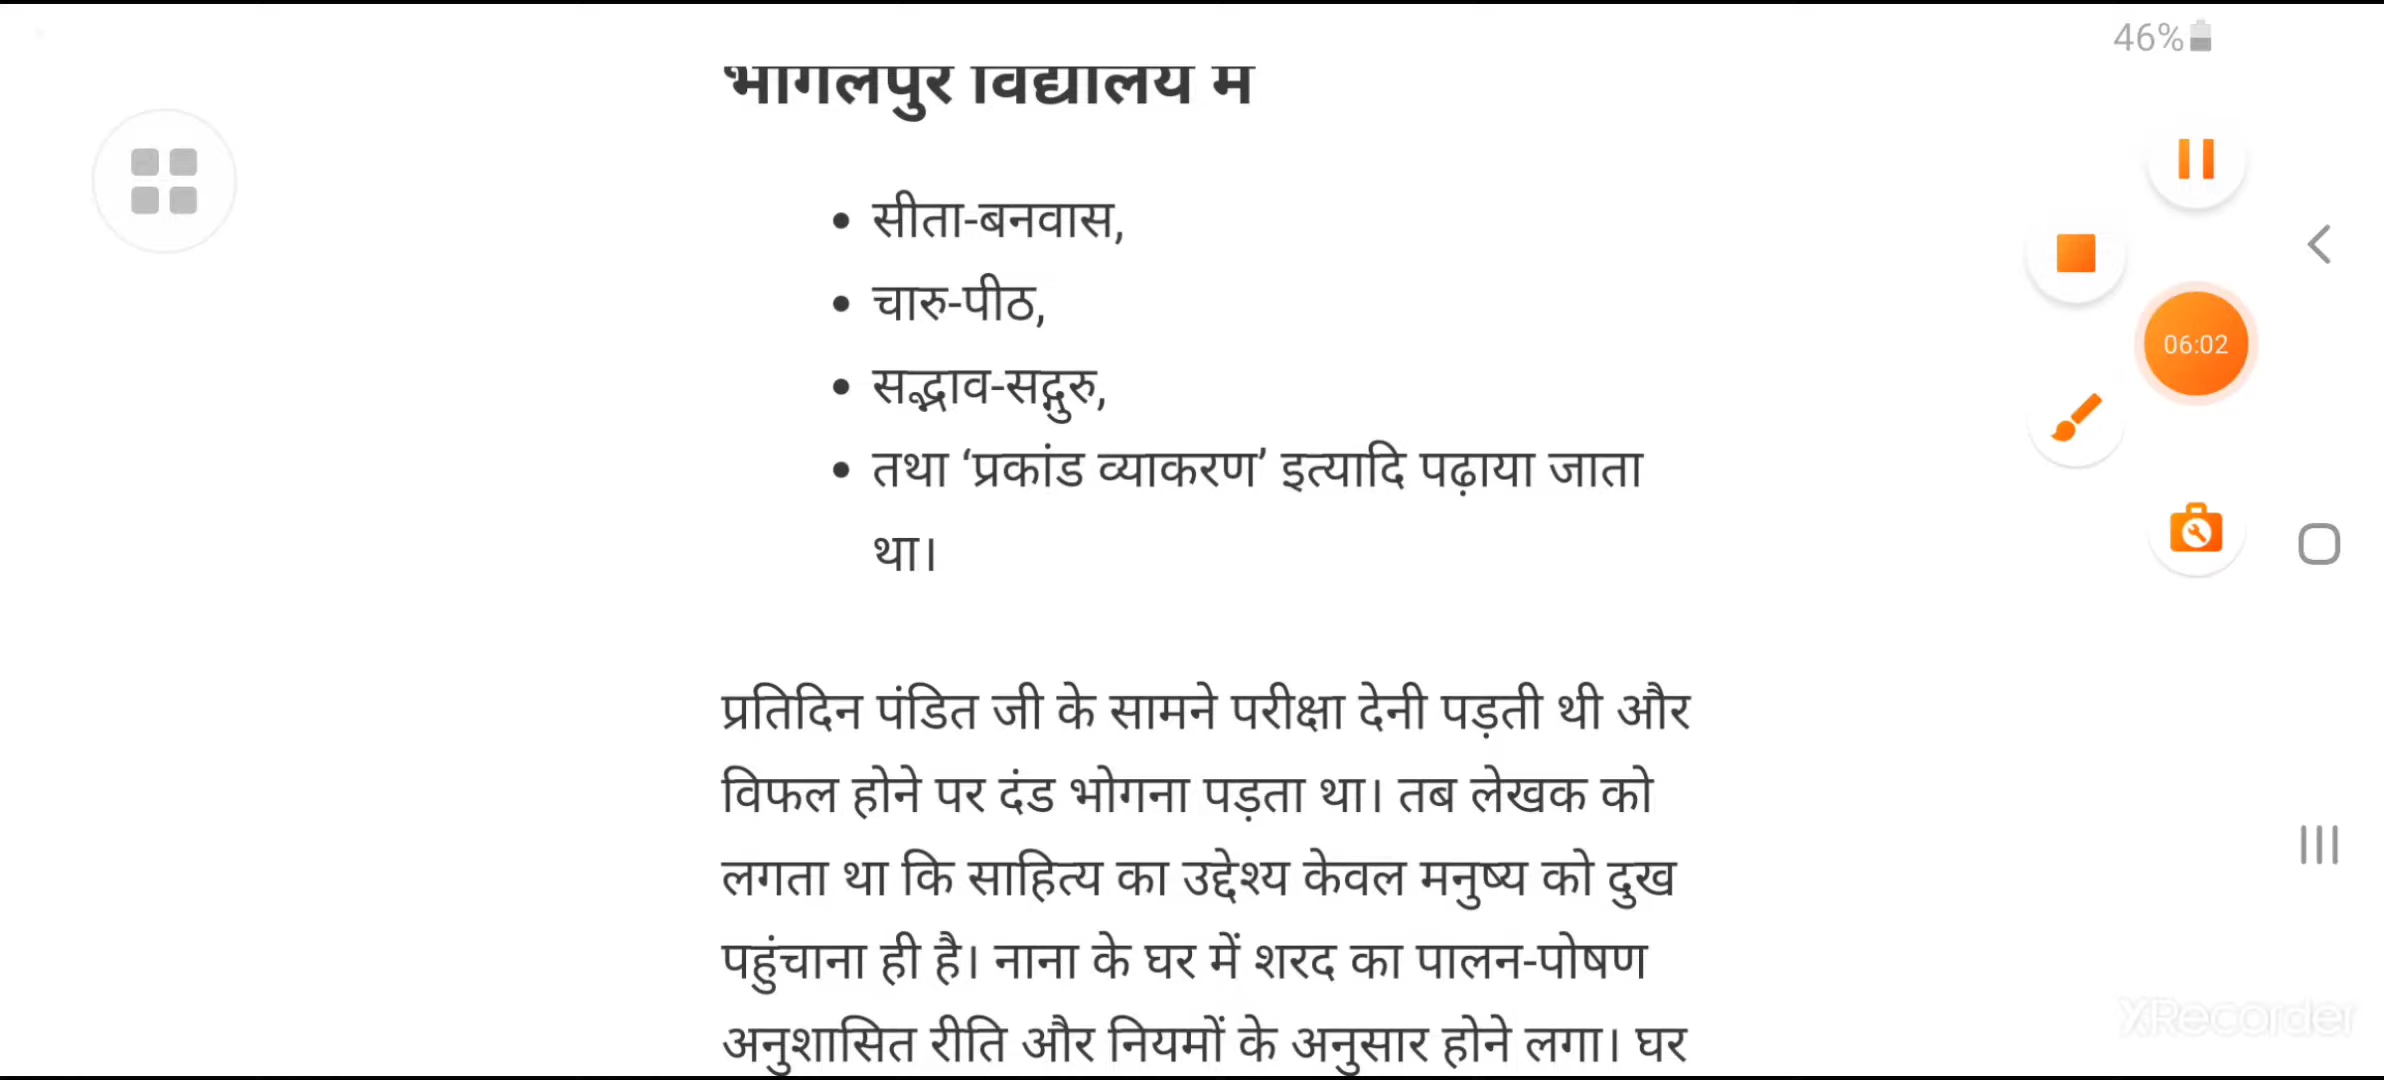 46%
भागलपुर विद्यालय में
सीता-बनवास,
चारु-पीठ,
सद्भाव-सद्गुरु,
तथा ‘प्रकांड व्याकरण’ इत्यादि पढ़ाया जाता
था।
06:02
प्रतिदिन पंडित जी के सामने परीक्षा देनी पड़ती थी और
विफल होने पर दंड भोगना पड़ता था। तब लेखक को
लगता था कि साहित्य का उद्देश्य केवल मनुष्य को दुख
पहुंचाना ही है। नाना के घर में शरद का पालन-पोषण
अनुशासित रीति और नियमों के अनुसार होने लगा। घर
XRecorder